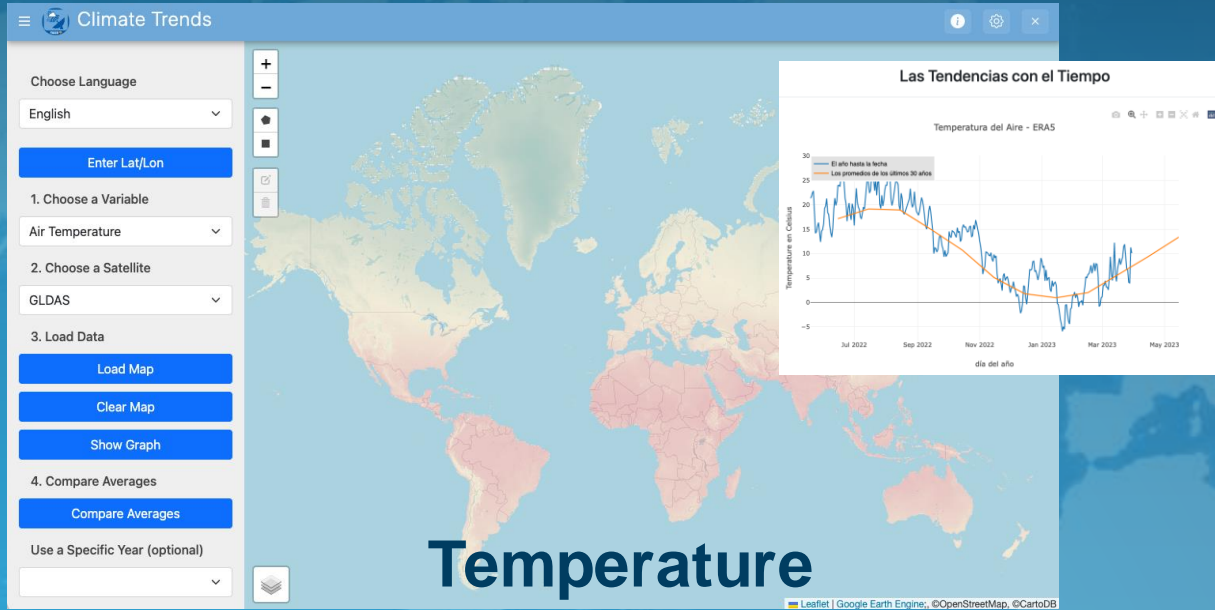 Climate Trends
Choose Language
English
Enter Lat/Lon
1. Choose a Variable
Air Temperature
2. Choose a Satellite
GLDAS
3. Load Data
Load Map
Clear Map
Show Graph
4. Compare Averages
Compare Averages
Use a Specific Year (optional)
+
−
Las Tendencias con el Tiempo
Temperatura del Aire - ERA5
El año hasta la fecha
Los promedios de los últimos 30 años
Temperature en Celsius
30
25
20
15
10
5
0
−5
Jul 2022 Sep 2022 Nov 2022 Jan 2023 Mar 2023 May 2023
día del año
Temperature
Leaflet | Google Earth Engine;, ©OpenStreetMap, ©CartoDB